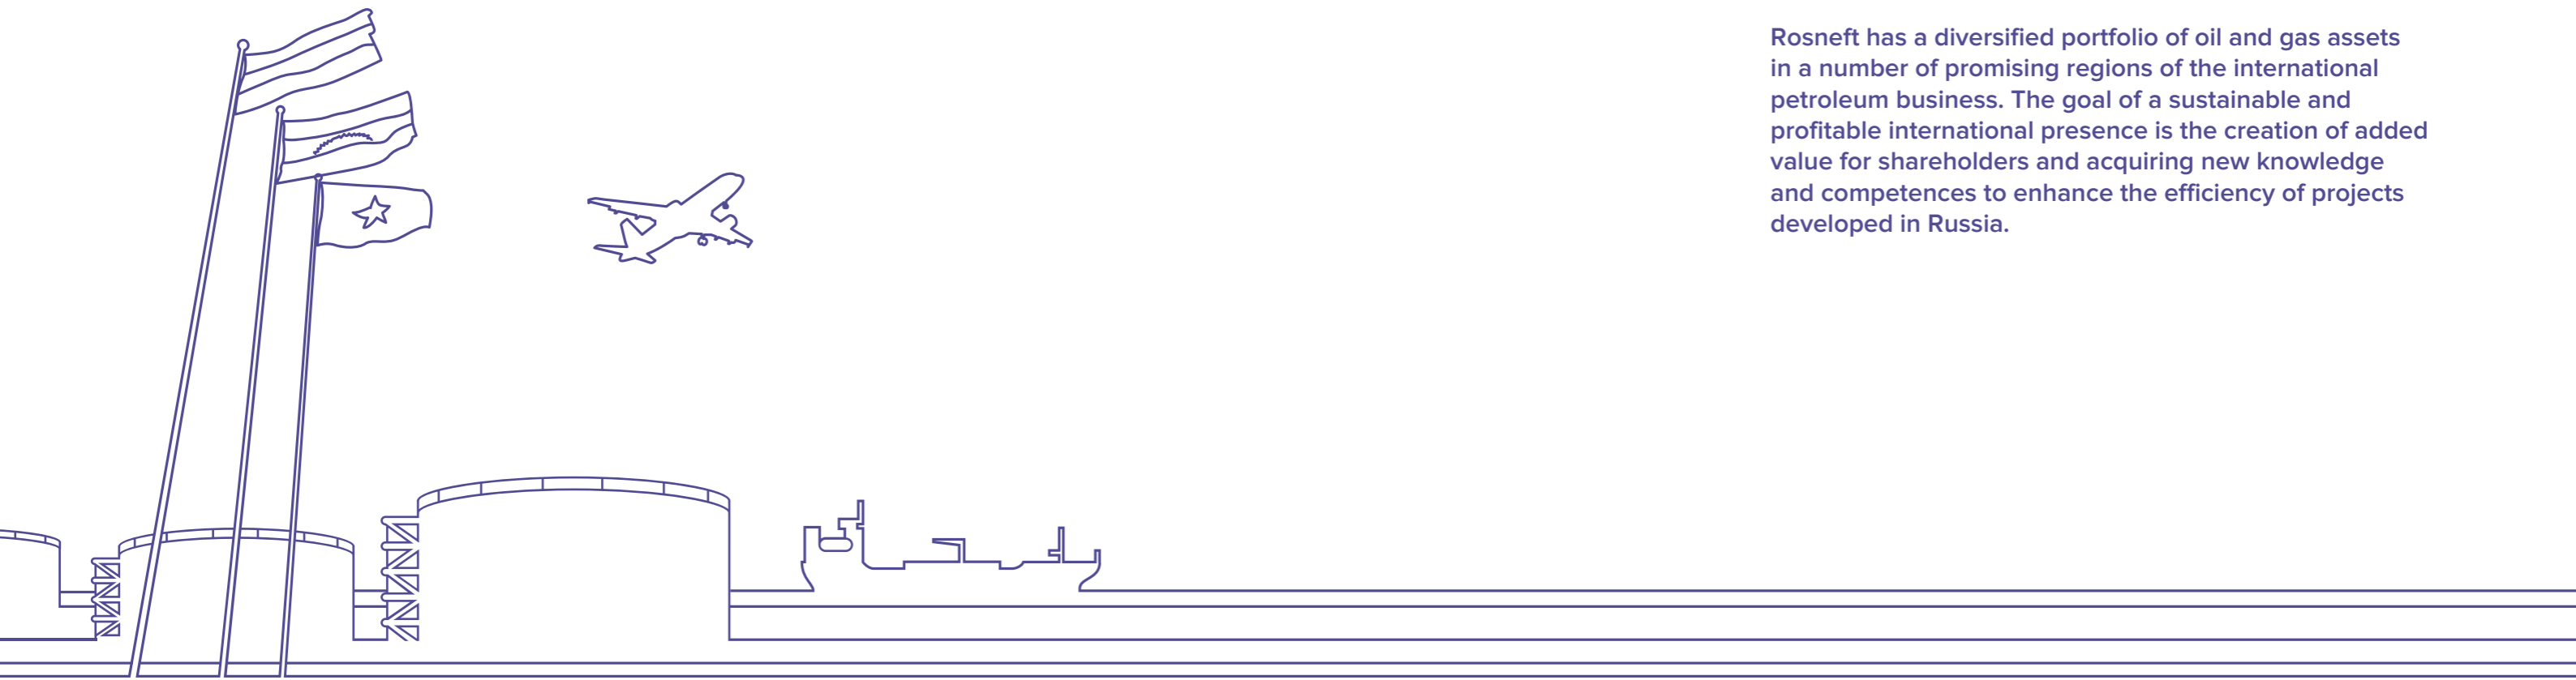 Rosneft has a diversified portfolio of oil and gas assets
in a number of promising regions of the international
petroleum business. The goal of a sustainable and
profitable international presence is the creation of added
value for shareholders and acquiring new knowledge
and competences to enhance the efficiency of projects
developed in Russia.